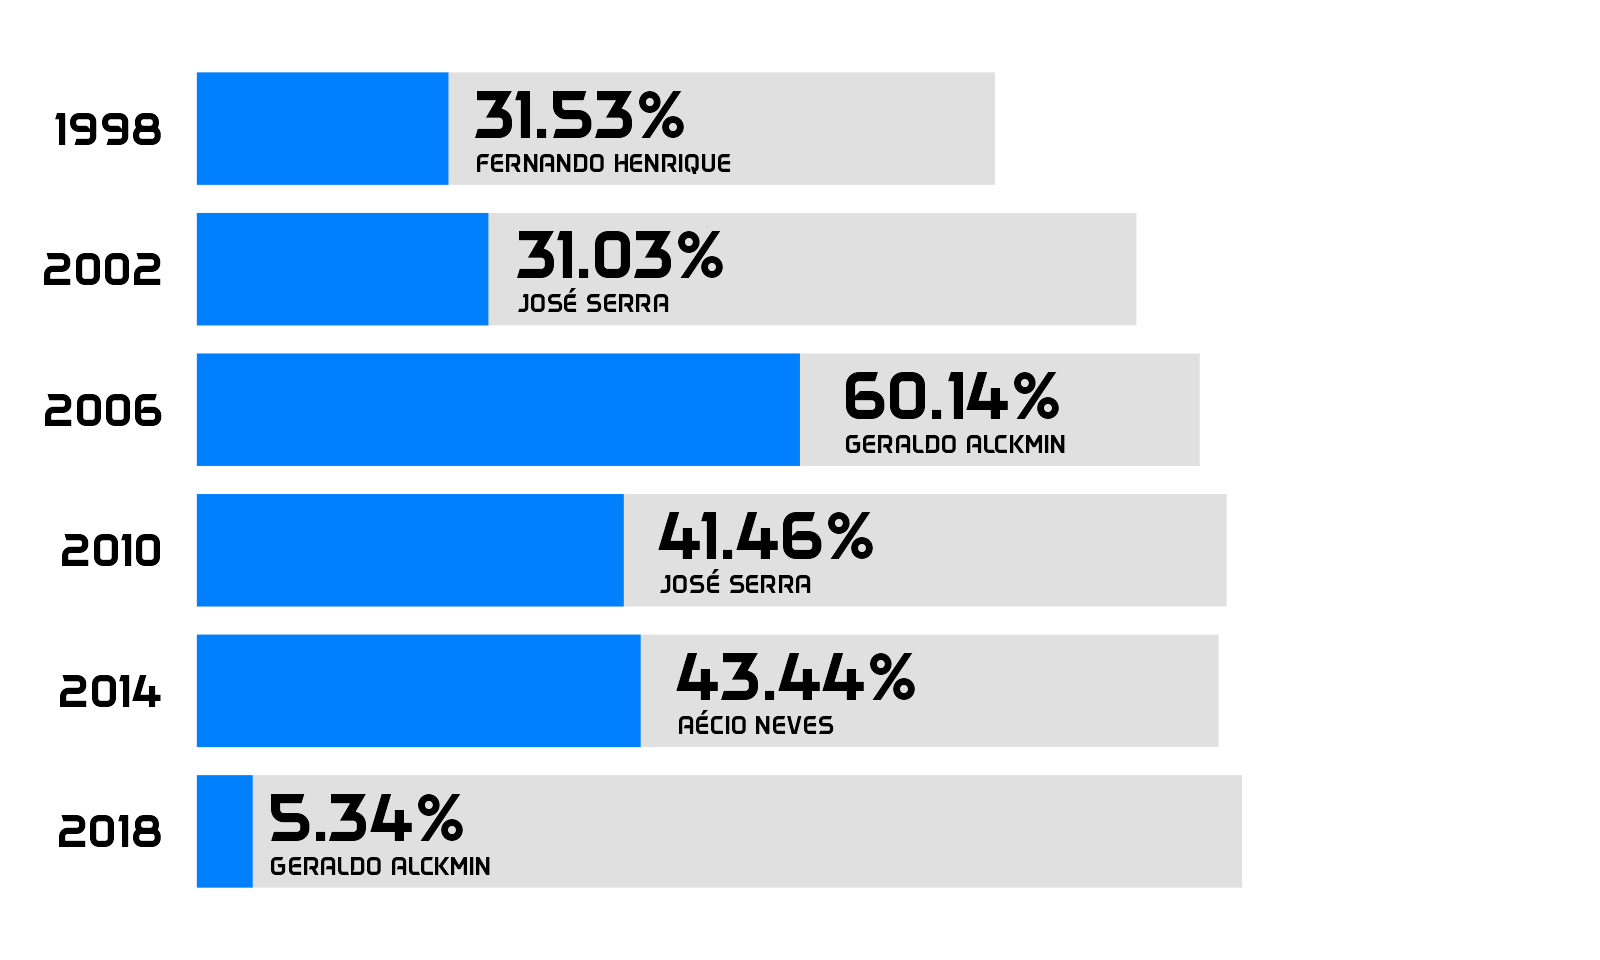 1998
31.53%
FERNANDO HENRIQUE
2002
31.03%
JOSÉ SERRA
2006
60.14%
GERALDO ALCKMIN
2010
41.46%
JOSÉ SERRA
2014
43.44%
AÉCIO NEVES
2018
5.34%
GERALDO ALCKMIN